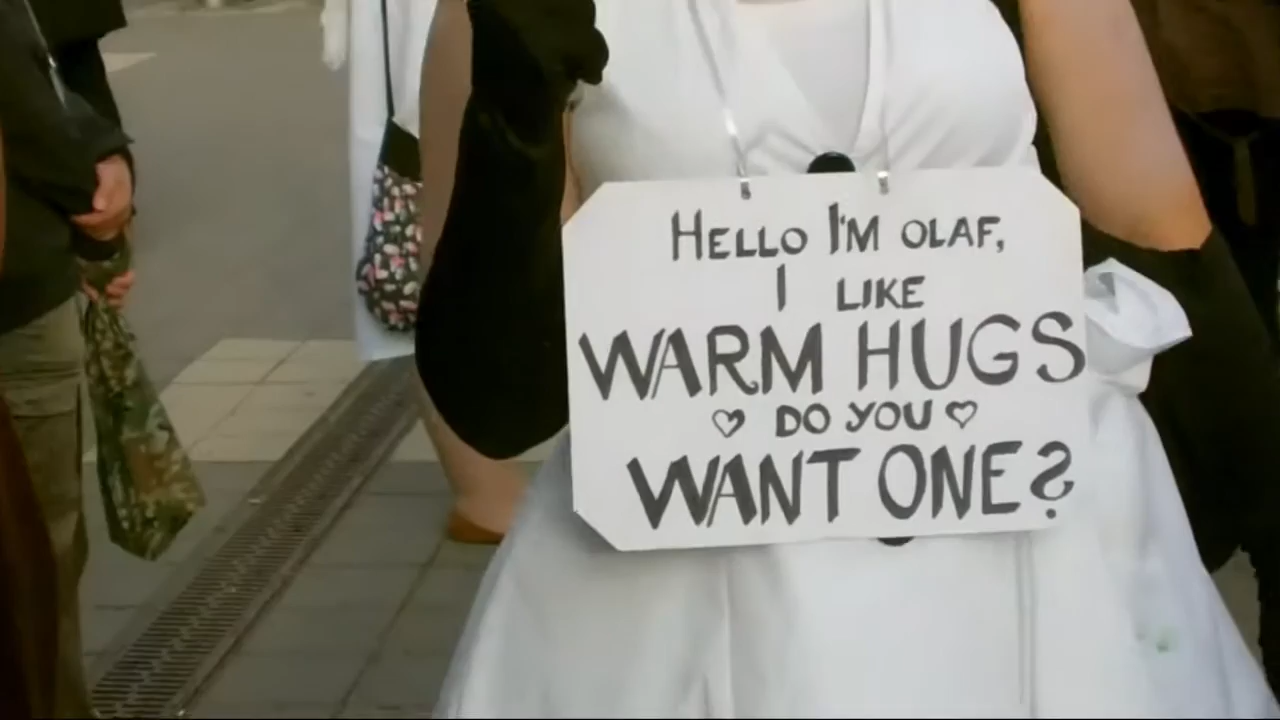 HELLO I'M OLAF,
I LIKE
WARM HUGS
♡ DO YOU ♡
WANT ONE?